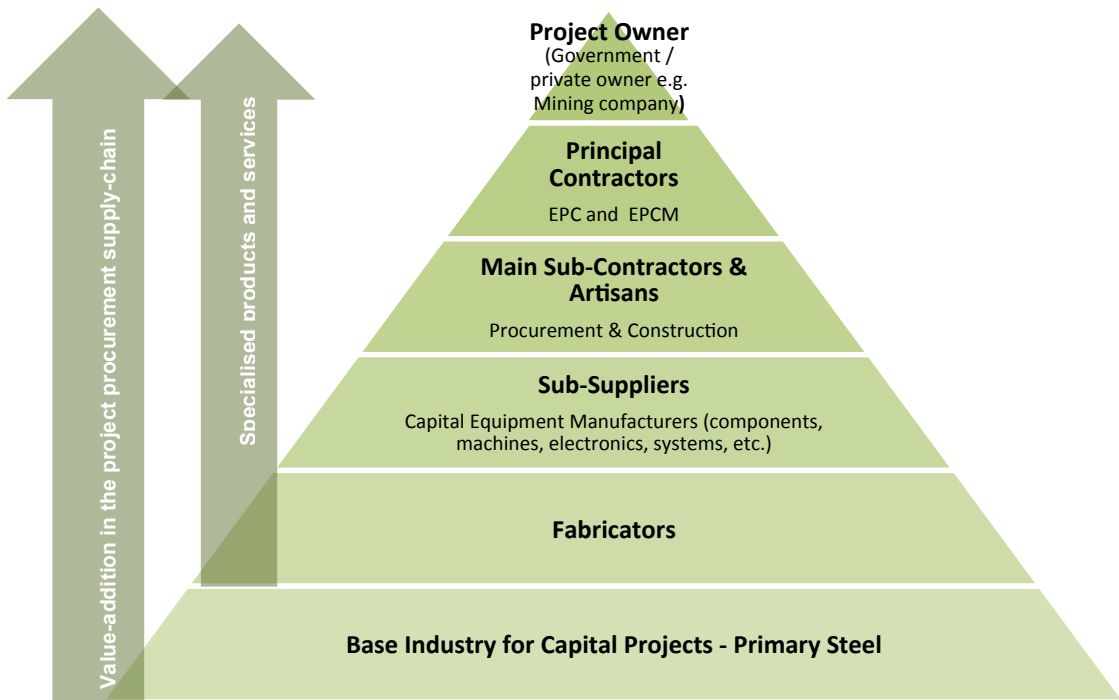 Value-addition in the project procurement supply-chain
Specialised products and services
Project Owner
(Government /
private owner e.g.
Mining company)
Principal
Contractors
EPC and EPCM
Main Sub-Contractors &
Artisans
Procurement & Construction
Sub-Suppliers
Capital Equipment Manufacturers (components,
machines, electronics, systems, etc.)
Fabricators
Base Industry for Capital Projects - Primary Steel